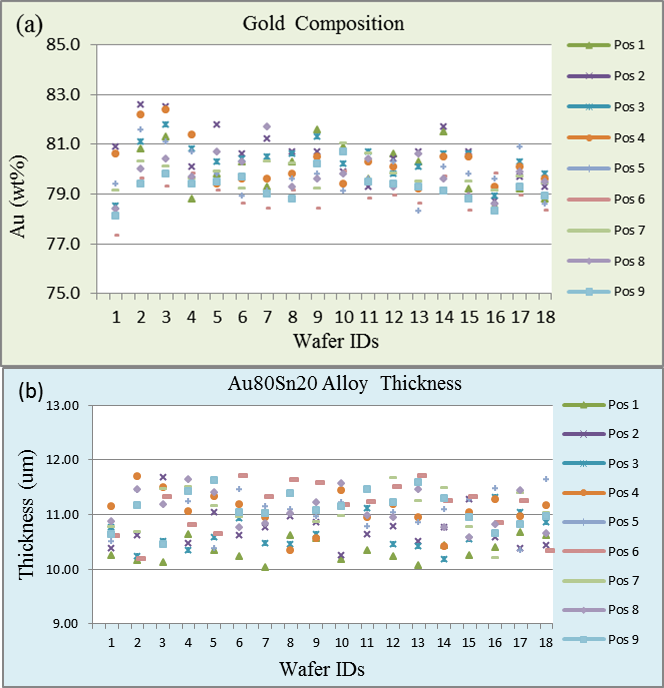 (a)
Gold Composition
Au (wt%)
85.0
83.0
81.0
79.0
77.0
75.0
1 2 3 4 5 6 7 8 9 10 11 12 13 14 15 16 17 18
Wafer IDs
Pos 1
Pos 2
Pos 3
Pos 4
Pos 5
Pos 6
Pos 7
Pos 8
Pos 9
(b)
Au80Sn20 Alloy Thickness
Thickness (um)
13.00
12.00
11.00
10.00
9.00
1 2 3 4 5 6 7 8 9 10 11 12 13 14 15 16 17 18
Wafer IDs
Pos 1
Pos 2
Pos 3
Pos 4
Pos 5
Pos 6
Pos 7
Pos 8
Pos 9